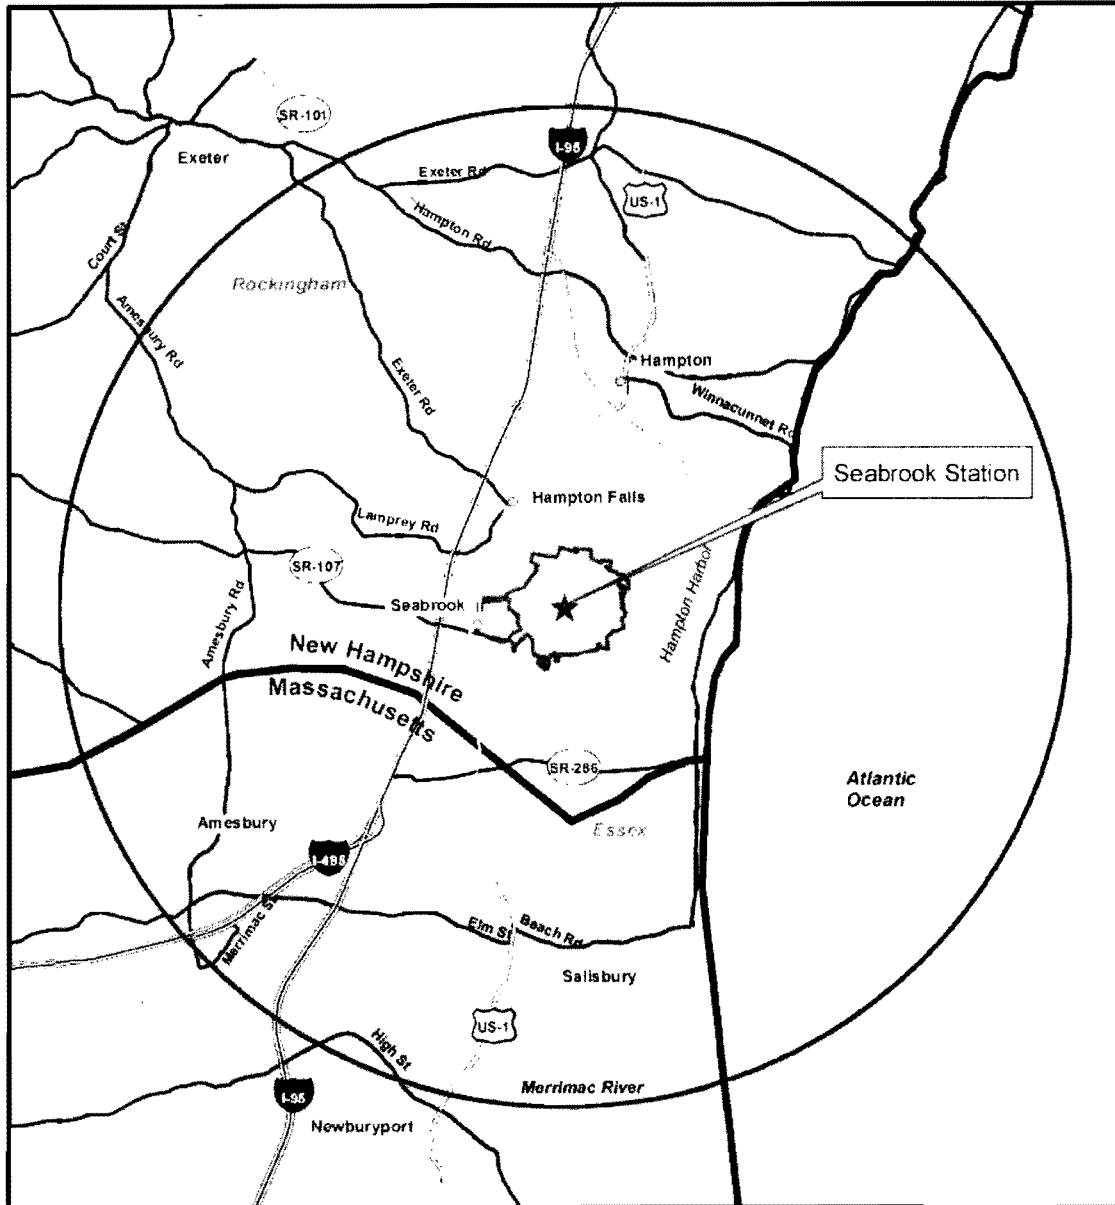 SR-101
I-95
Exeter
Exeter Rd
US-1
Hampton Rd
Court St
Rockingham
Amesbury Rd
Hampton
Exeter Rd
Winnacunnet Rd
Seabrook Station
Hampton Falls
Lamprey Rd
SR-107
Hampton Harbor
Seabrook
Amesbury Rd
New Hampshire
Massachusetts
SR-286
Atlantic
Ocean
Amesbury
Essex
I-495
Merrimac St
Elm St
Beach Rd
Salisbury
US-1
High St
Merrimac River
I-95
Newburyport